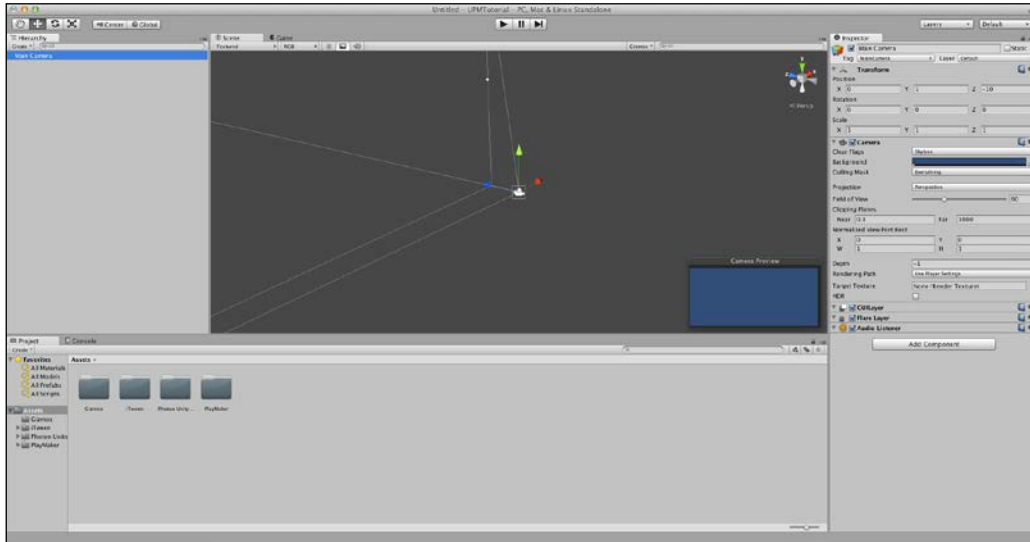 Untitled - UPMTutorial - PC, Mac & Linux Standalone
Center Global
Layers Default
Hierarchy
Create
Main Camera
Scene Game
Textured RGB Gizmos
y
Persp
Camera Preview
Inspector
Main Camera Static
Tag MainCamera Layer Default
Transform
Position
X 0 Y 1 Z -10
Rotation
X 0 Y 0 Z 0
Scale
X 1 Y 1 Z 1
Camera
Clear Flags Skybox
Background
Culling Mask Everything
Projection Perspective
Field of View 60
Clipping Planes
Near 0.3 Far 1000
Normalized View Port Rect
X 0 Y 0
W 1 H 1
Depth -1
Rendering Path Use Player Settings
Target Texture None (Render Texture)
HDR
GUILayer
Flare Layer
Audio Listener
Add Component
Project Console
Create
Favorites
All Materials
All Models
All Prefabs
All Scripts
Assets
Gizmos
iTween
Photon Unity
PlayMaker
Assets
Gizmos iTween Photon Unity... PlayMaker